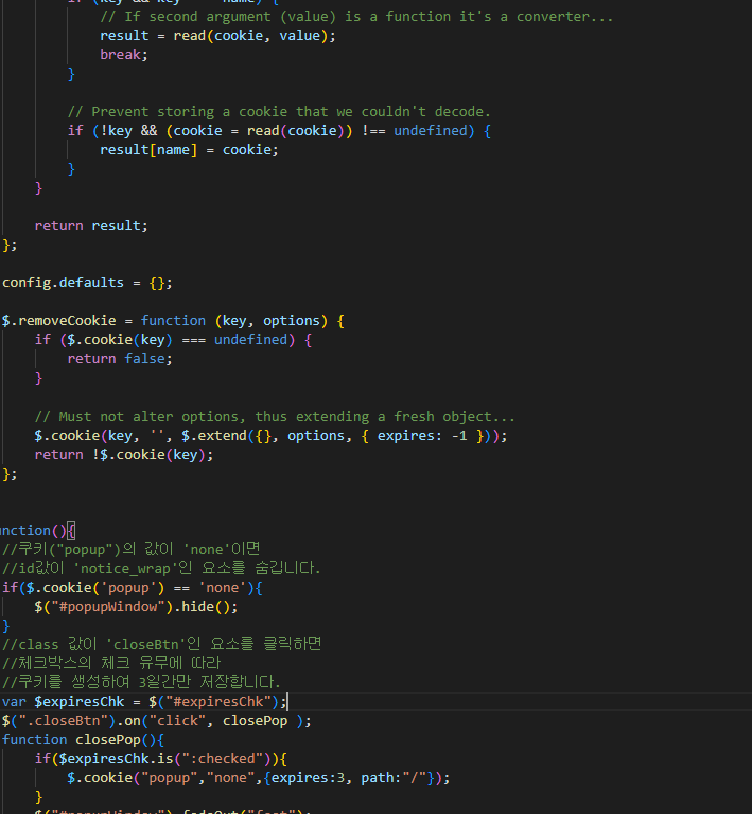 // If second argument (value) is a function it's a converter...
result = read(cookie, value);
break;
}
// Prevent storing a cookie that we couldn't decode.
if (!key && (cookie = read(cookie)) !== undefined) {
result[name] = cookie;
}
}
return result;
};
config.defaults = {};
$.removeCookie = function (key, options) {
if ($.cookie(key) === undefined) {
return false;
}
// Must not alter options, thus extending a fresh object...
$.cookie(key, '', $.extend({}, options, { expires: -1 }));
return !$.cookie(key);
};
nction(){
//쿠키("popup")의 값이 'none'이면
//id값이 'notice_wrap'인 요소를 숨깁니다.
if($.cookie('popup') == 'none'){
$("#popupWindow").hide();
}
//class 값이 'closeBtn'인 요소를 클릭하면
//체크박스의 체크 유무에 따라
//쿠키를 생성하여 3일간만 저장합니다.
var $expiresChk = $("#expiresChk");
$(".closeBtn").on("click", closePop );
function closePop(){
if($expiresChk.is(":checked")){
$.cookie("popup","none",{expires:3, path:"/"});
}
$("#popupWindow").fadeOut("fast");